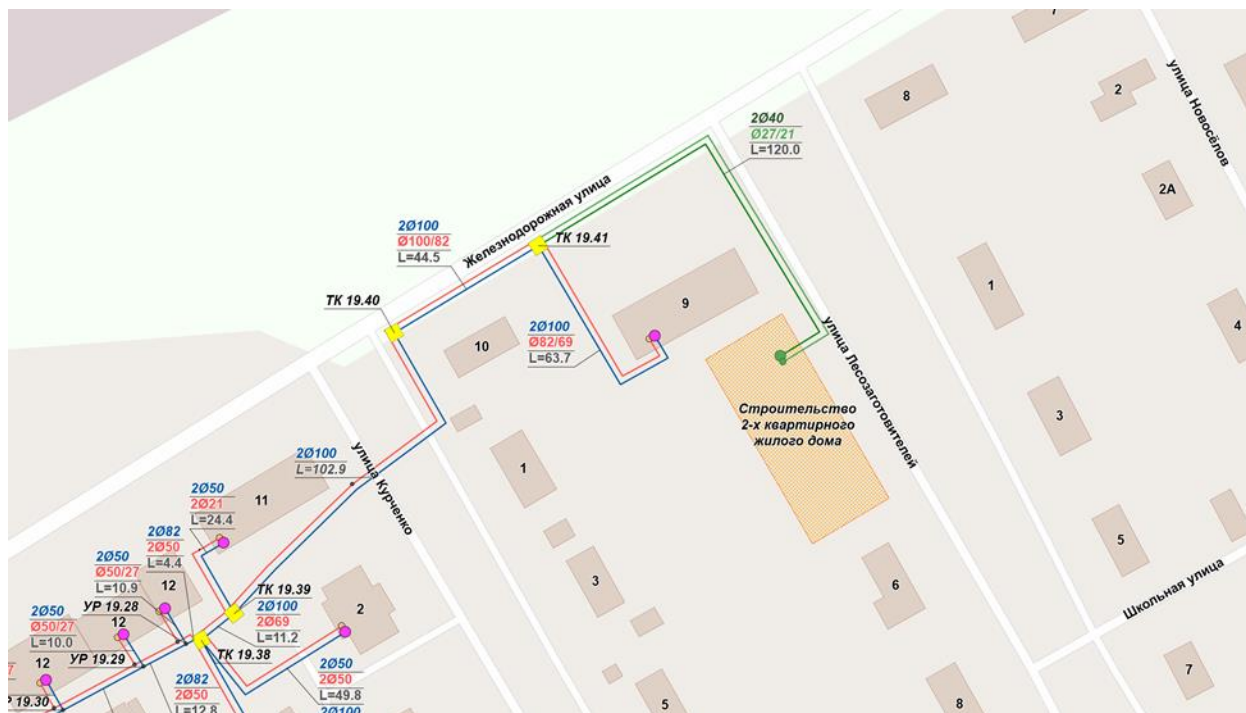 7
8
2
улица Новосёлов
2А
2Ø40
Ø27/21
L=120.0
Железнодорожная улица
2Ø100
Ø100/82
L=44.5
ТК 19.41
ТК 19.40
9
1
4
10
2Ø100
Ø82/69
L=63.7
улица Лесозаготовителей
Строительство
2-х квартирного
жилого дома
3
2Ø100
L=102.9
улица Курченко
1
11
2Ø50
2Ø21
L=24.4
2Ø82
2Ø50
L=4.4
2Ø50
Ø50/27
L=10.9
12
УР 19.28
ТК 19.39
2Ø100
2Ø69
L=11.2
2
3
6
5
Школьная улица
2Ø50
Ø50/27
L=10.0
12
УР 19.29
ТК 19.38
12
7
Р 19.30
2Ø82
2Ø50
L=12.8
2Ø50
2Ø50
L=49.8
2Ø100
5
8
7